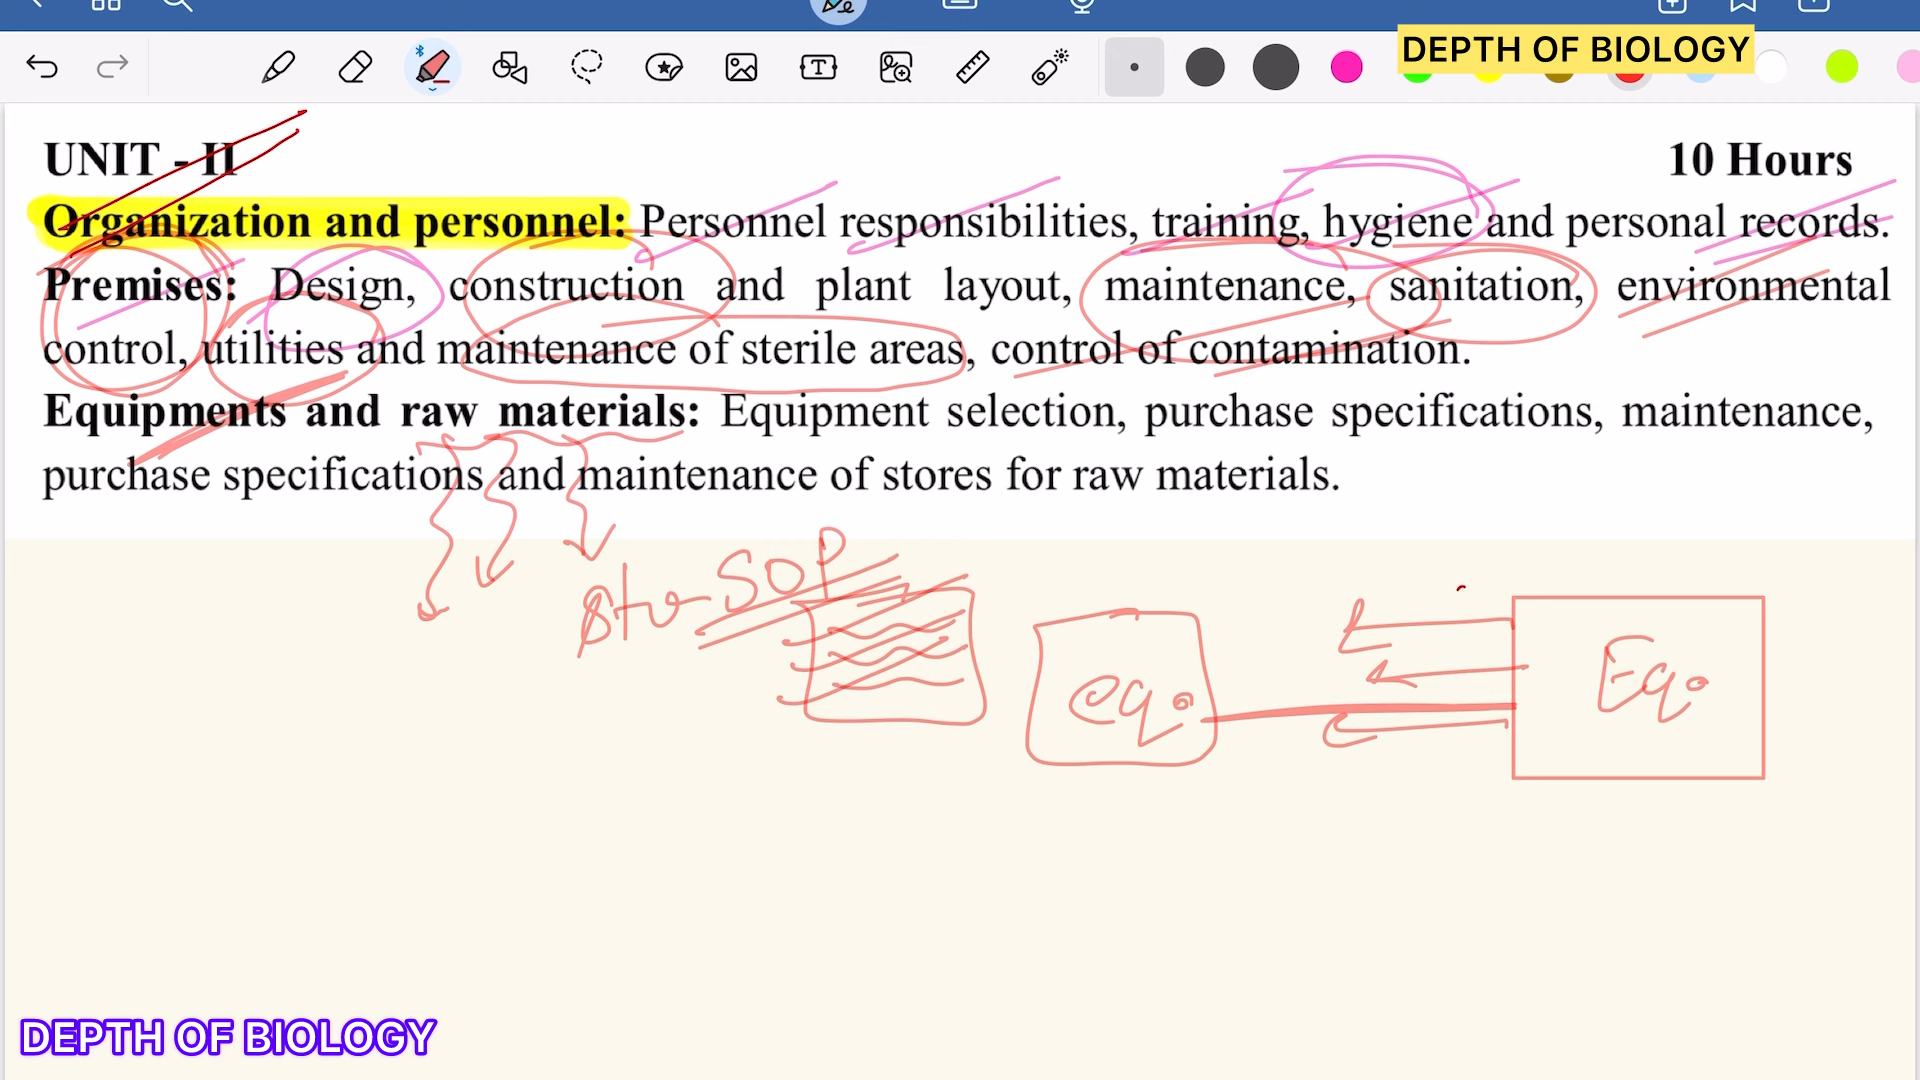 DEPTH OF BIOLOGY
UNIT - II 10 Hours
Organization and personnel: Personnel responsibilities, training, hygiene and personal records.
Premises: Design, construction and plant layout, maintenance, sanitation, environmental
control, utilities and maintenance of sterile areas, control of contamination.
Equipments and raw materials: Equipment selection, purchase specifications, maintenance,
purchase specifications and maintenance of stores for raw materials.
SOP
eq.
Eq.
DEPTH OF BIOLOGY